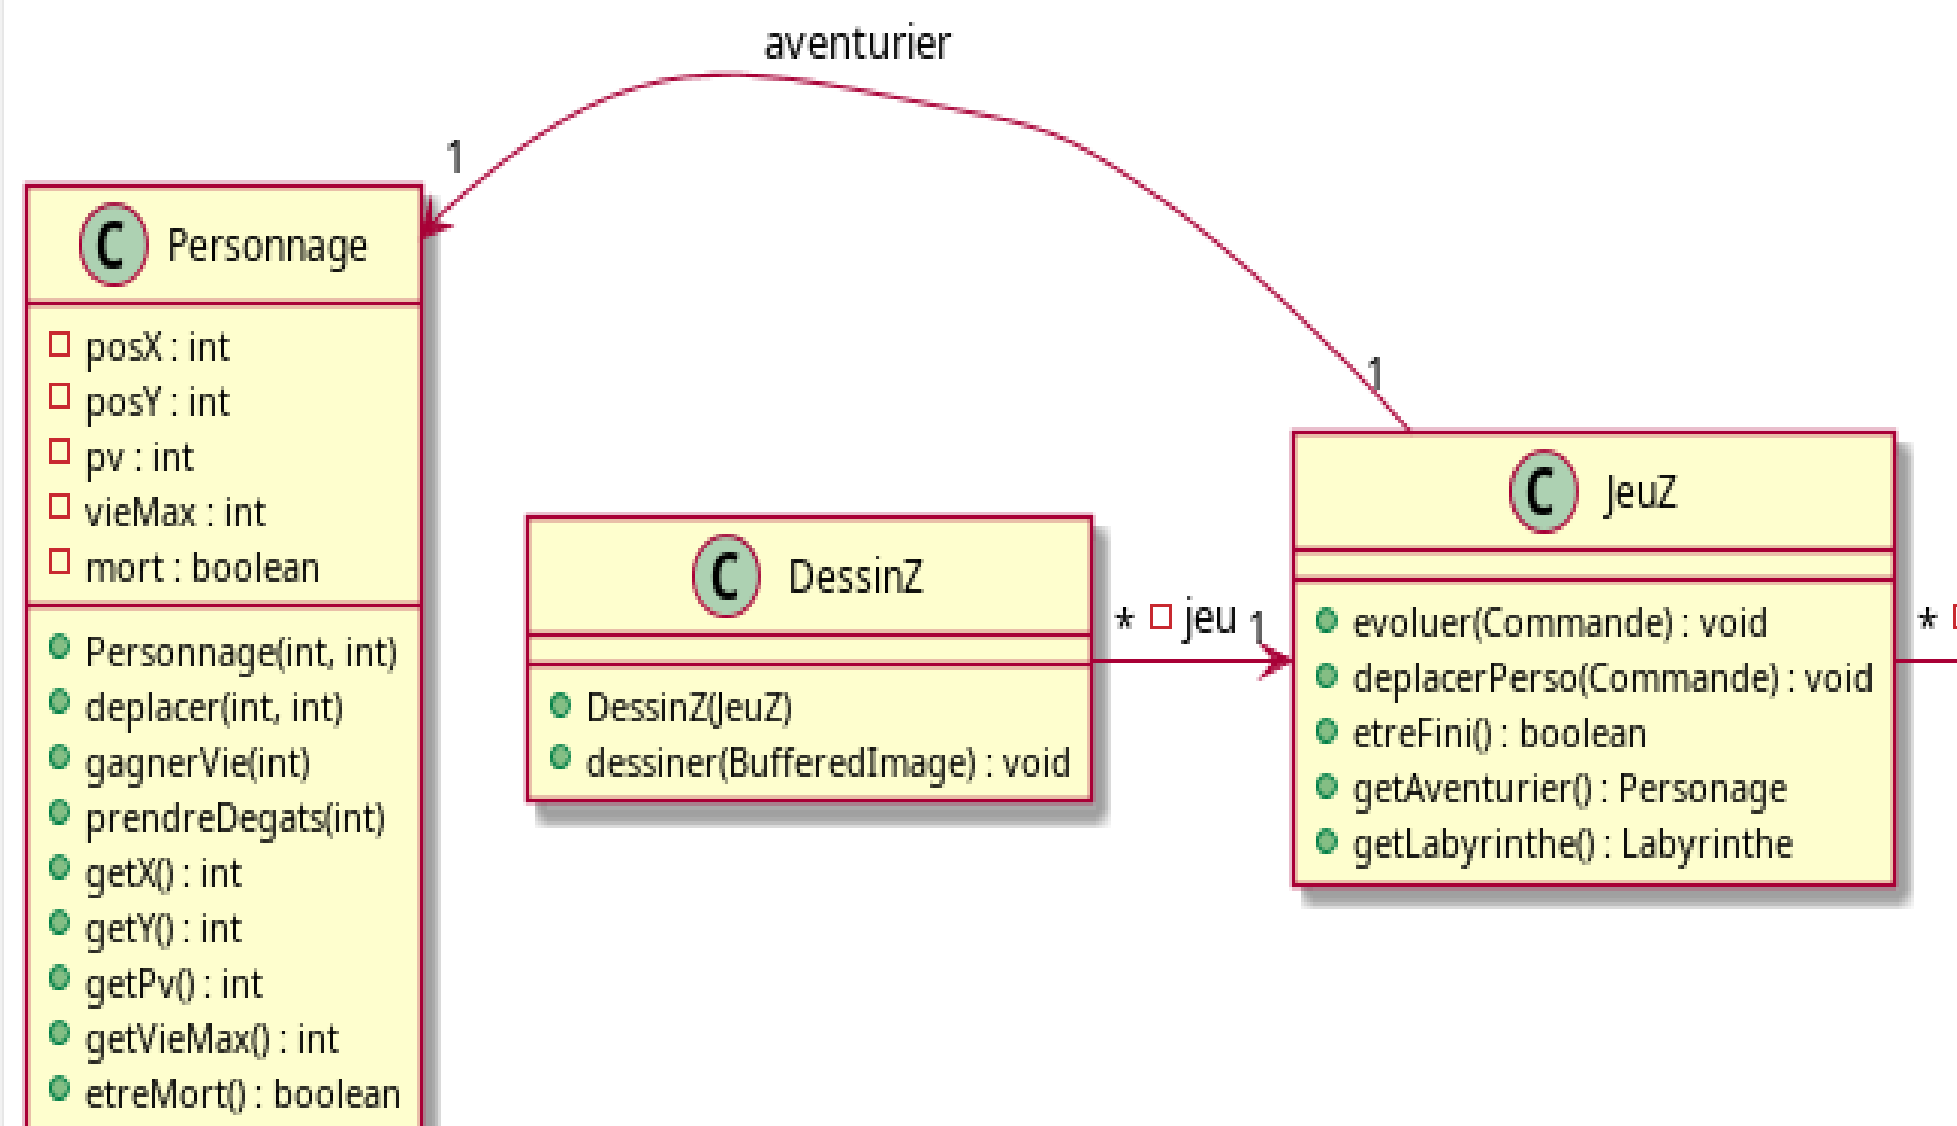 aventurier
1
C Personnage
posX : int
posY : int
pv : int
vieMax : int
mort : boolean
Personnage(int, int)
deplacer(int, int)
gagnerVie(int)
prendreDegats(int)
getX() : int
getY() : int
getPv() : int
getVieMax() : int
etreMort() : boolean
C DessinZ
DessinZ(JeuZ)
dessiner(BufferedImage) : void
* jeu 1
1
C JeuZ
evoluer(Commande) : void
deplacerPerso(Commande) : void
etreFini() : boolean
getAventurier() : Personage
getLabyrinthe() : Labyrinthe
*